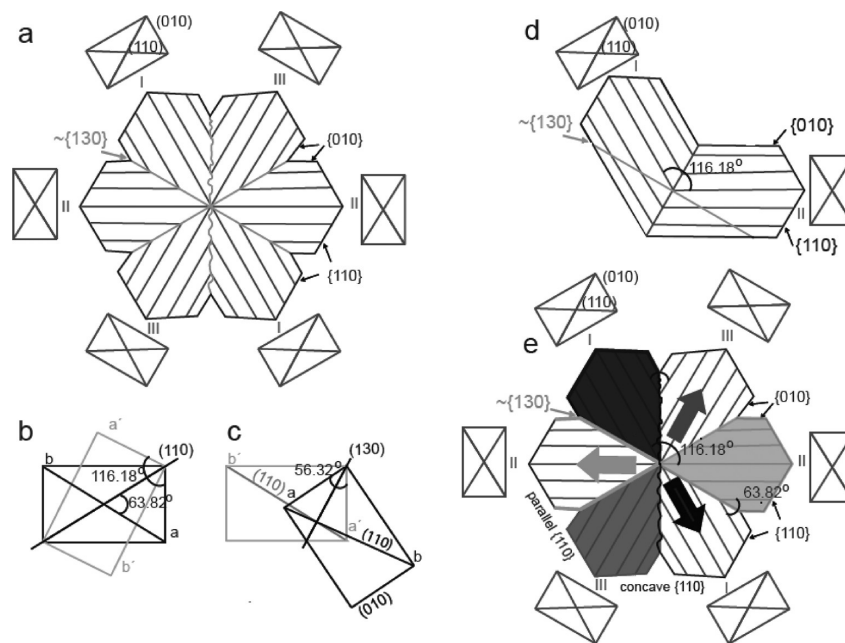 a
(010)
(110)
I
III
~{130}
{010}
{010}
II
II
{110}
III
I
b
a´
b
(110)
116.18°
63.82°
a
b´
c
b´
(130)
56.32°
(110)
a
a´
(110)
b
(010)
d
(010)
(110)
I
~{130}
{010}
116.18°
II
{110}
e
(010)
(110)
I
III
~{130}
{010}
116.18°
II
II
63.82°
parallel {110}
{110}
III
concave {110}
I